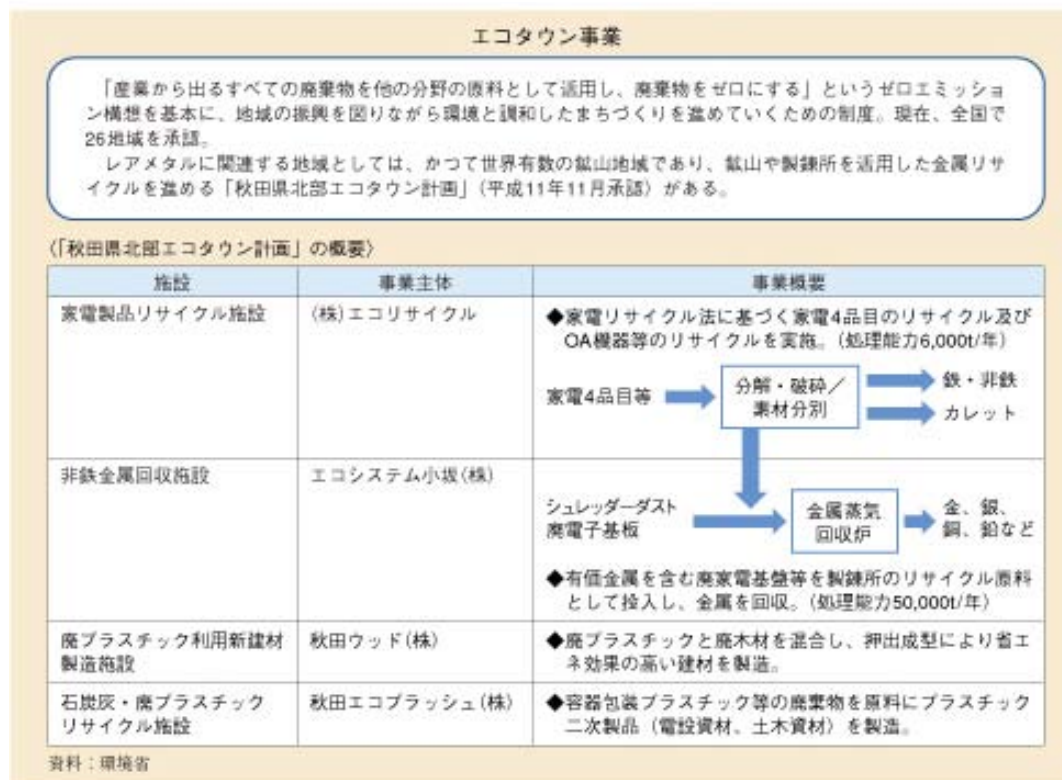 エコタウン事業
「産業から出るすべての廃棄物を他の分野の原料として活用し、廃棄物をゼロにする」というゼロエミッショ
ン構想を基本に、地域の振興を図りながら環境と調和したまちづくりを進めていくための制度。現在、全国で
26地域を承認。
レアメタルに関連する地域としては、かつて世界有数の鉱山地域であり、鉱山や製錬所を活用した金属リサ
イクルを進める「秋田県北部エコタウン計画」(平成11年11月承認)がある。
〈「秋田県北部エコタウン計画」の概要〉
施設 事業主体 事業概要
家電製品リサイクル施設 (株)エコリサイクル
◆家電リサイクル法に基づく家電4品目のリサイクル及び
OA機器等のリサイクルを実施。(処理能力6,000t/年)
家電4品目等
分解・破砕/
素材分別
鉄・非鉄
カレット
非鉄金属回収施設 エコシステム小坂(株)
シュレッダーダスト
廃電子基板
金属蒸気
回収炉
金、銀、
銅、鉛など
◆有価金属を含む廃家電基盤等を製錬所のリサイクル原料
として投入し、金属を回収。(処理能力50,000t/年)
廃プラスチック利用新建材
製造施設
秋田ウッド(株)
◆廃プラスチックと廃木材を混合し、押出成型により省エ
ネ効果の高い建材を製造。
石炭灰・廃プラスチック
リサイクル施設
秋田エコプラッシュ(株)
◆容器包装プラスチック等の廃棄物を原料にプラスチック
二次製品(電設資材、土木資材)を製造。
資料:環境省